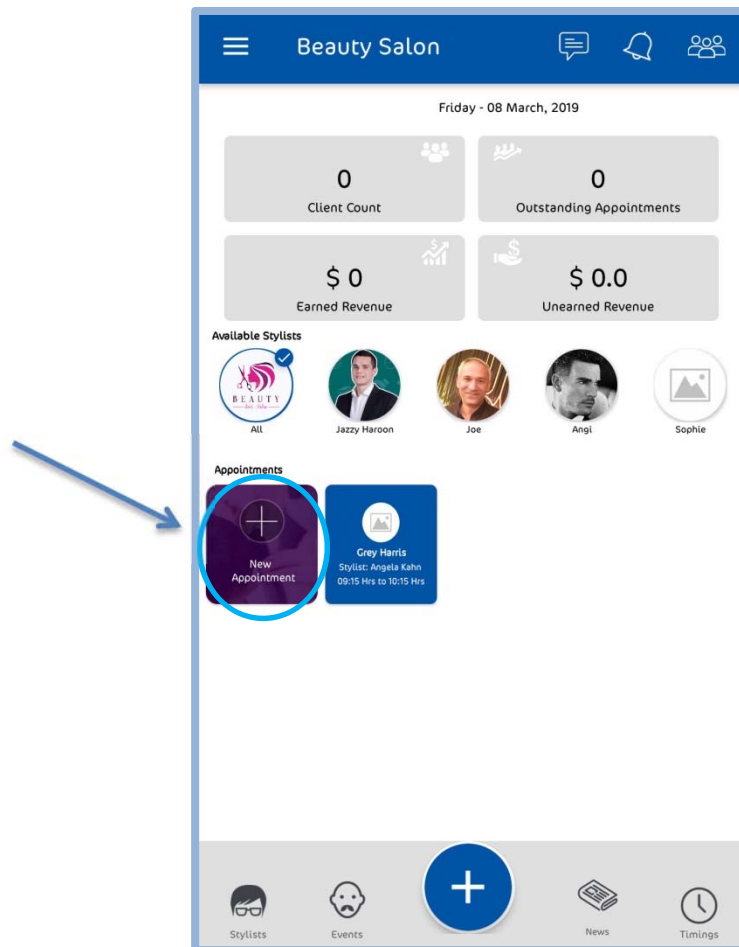 Beauty Salon
Friday - 08 March, 2019
0
Client Count
0
Outstanding Appointments
$ 0
Earned Revenue
$ 0.0
Unearned Revenue
Available Stylists
BEAUTY
All
Jazzy Haroon
Joe
Angi
Sophie
Appointments
New
Appointment
Grey Harris
Stylist: Angela Kahn
09:15 Hrs to 10:15 Hrs
Stylists
Events
News
Timings